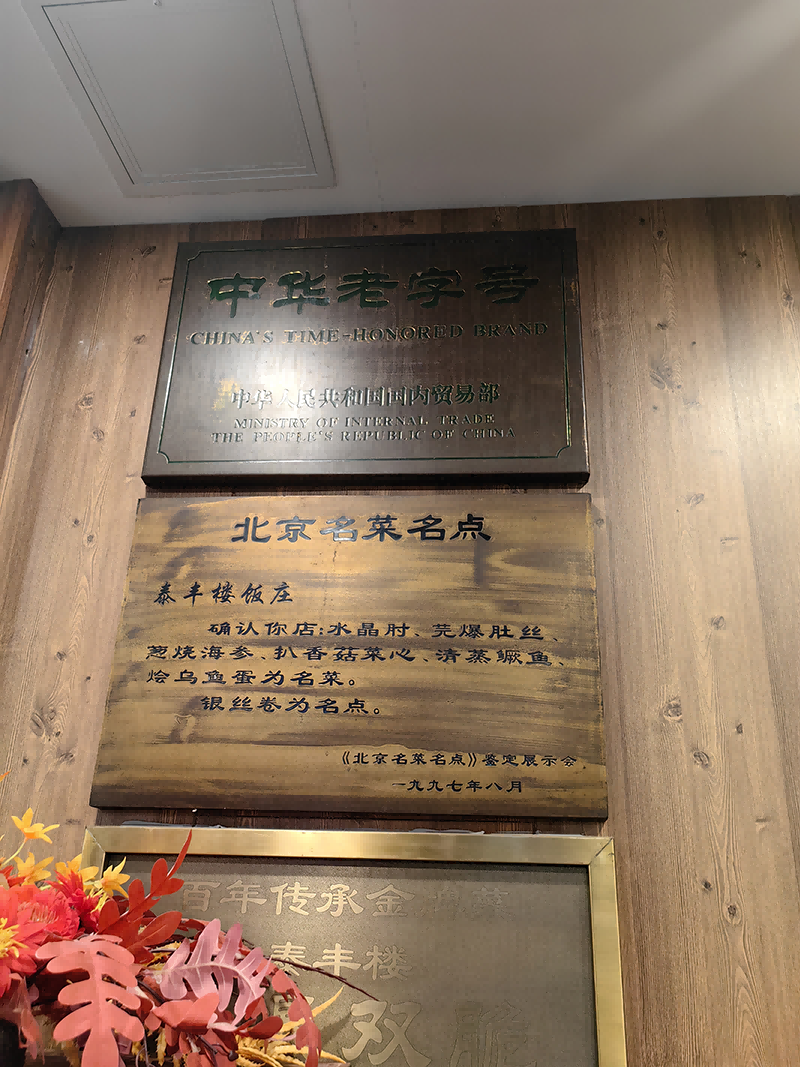 中华老字号
CHINA'S TIME-HONORED BRAND
中华人民共和国国内贸易部
MINISTRY OF INTERNAL TRADE
THE PEOPLE'S REPUBLIC OF CHINA
北京名菜名点
泰丰楼饭庄
确认你店:水晶肘、芫爆肚丝、
葱烧海参、扒香菇菜心、清蒸鳜鱼、
烩乌鱼蛋为名菜。
银丝卷为名点。
《北京名菜名点》鉴定展示会
一九九七年八月
百年传承金牌菜
泰丰楼
双脆